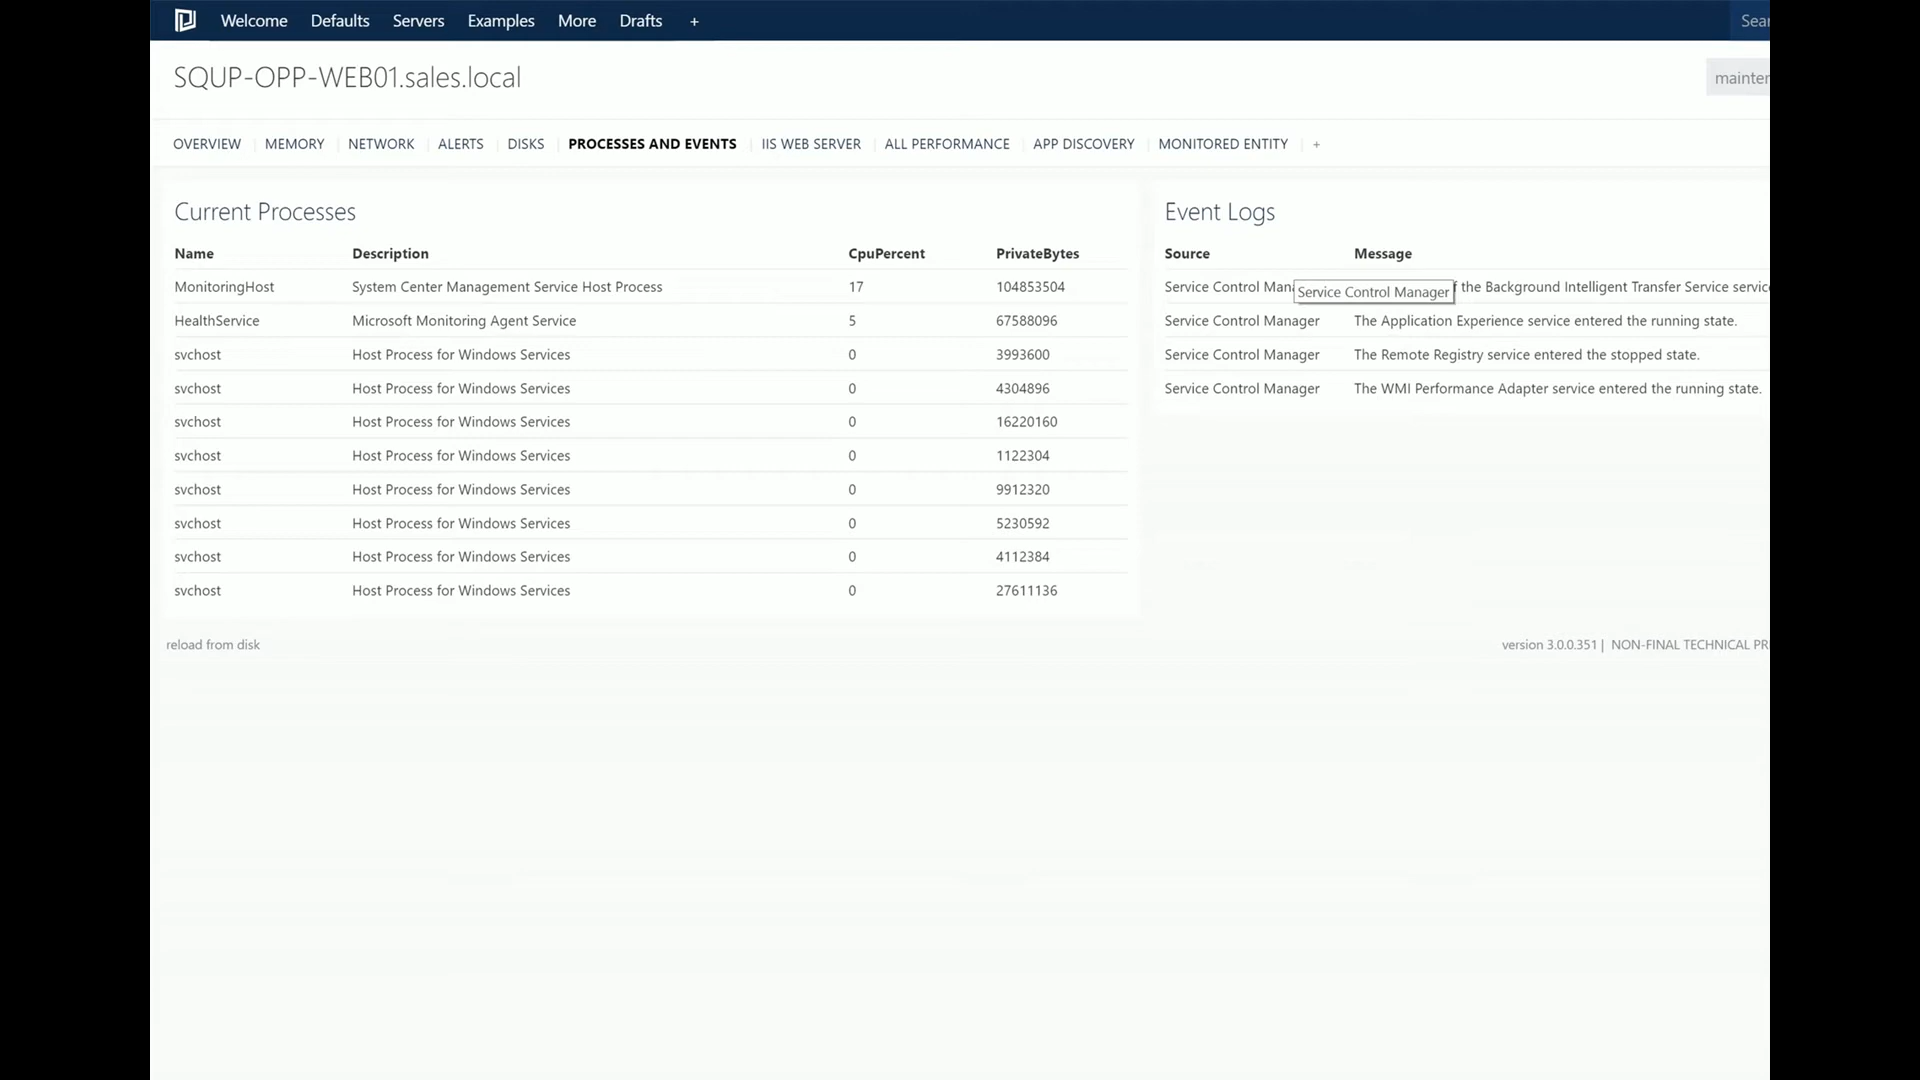 Welcome Defaults Servers Examples More Drafts +
SQUP-OPP-WEB01.sales.local
OVERVIEW MEMORY NETWORK ALERTS DISKS PROCESSES AND EVENTS IIS WEB SERVER ALL PERFORMANCE APP DISCOVERY MONITORED ENTITY +
Current Processes
Name Description CpuPercent PrivateBytes
MonitoringHost System Center Management Service Host Process 17 104853504
HealthService Microsoft Monitoring Agent Service 5 67588096
svchost Host Process for Windows Services 0 3993600
svchost Host Process for Windows Services 0 4304896
svchost Host Process for Windows Services 0 16220160
svchost Host Process for Windows Services 0 1122304
svchost Host Process for Windows Services 0 9912320
svchost Host Process for Windows Services 0 5230592
svchost Host Process for Windows Services 0 4112384
svchost Host Process for Windows Services 0 27611136
Event Logs
Source Message
Service Control the Background Intelligent Transfer Service
Service Control Manager
Service Control Manager The Application Experience service entered the running state.
Service Control Manager The Remote Registry service entered the stopped state.
Service Control Manager The WMI Performance Adapter service entered the running state.
reload from disk
version 3.0.0.351 | NON-FINAL TECHNICAL